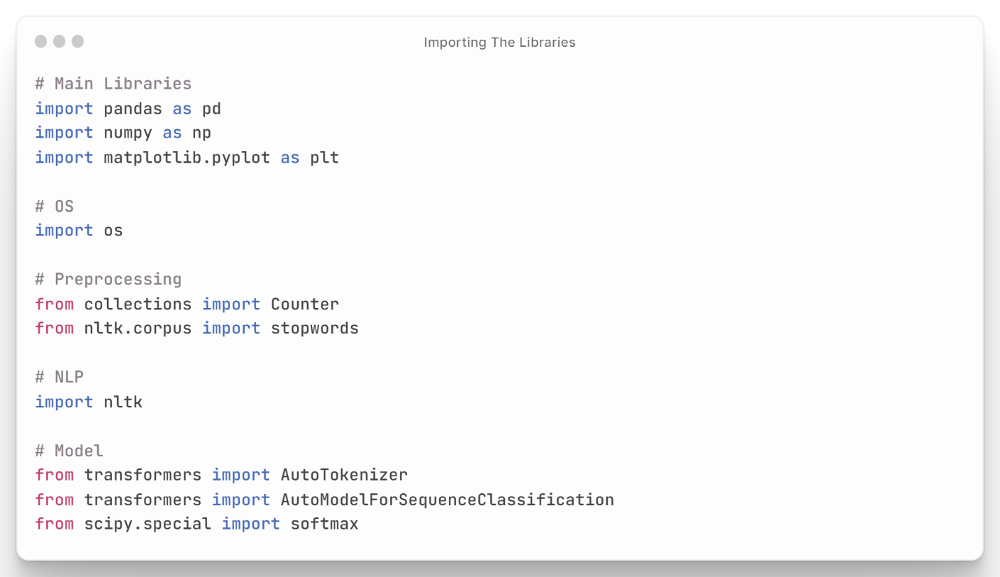 Importing The Libraries
# Main Libraries
import pandas as pd
import numpy as np
import matplotlib.pyplot as plt
# OS
import os
# Preprocessing
from collections import Counter
from nltk.corpus import stopwords
# NLP
import nltk
# Model
from transformers import AutoTokenizer
from transformers import AutoModelForSequenceClassification
from scipy.special import softmax